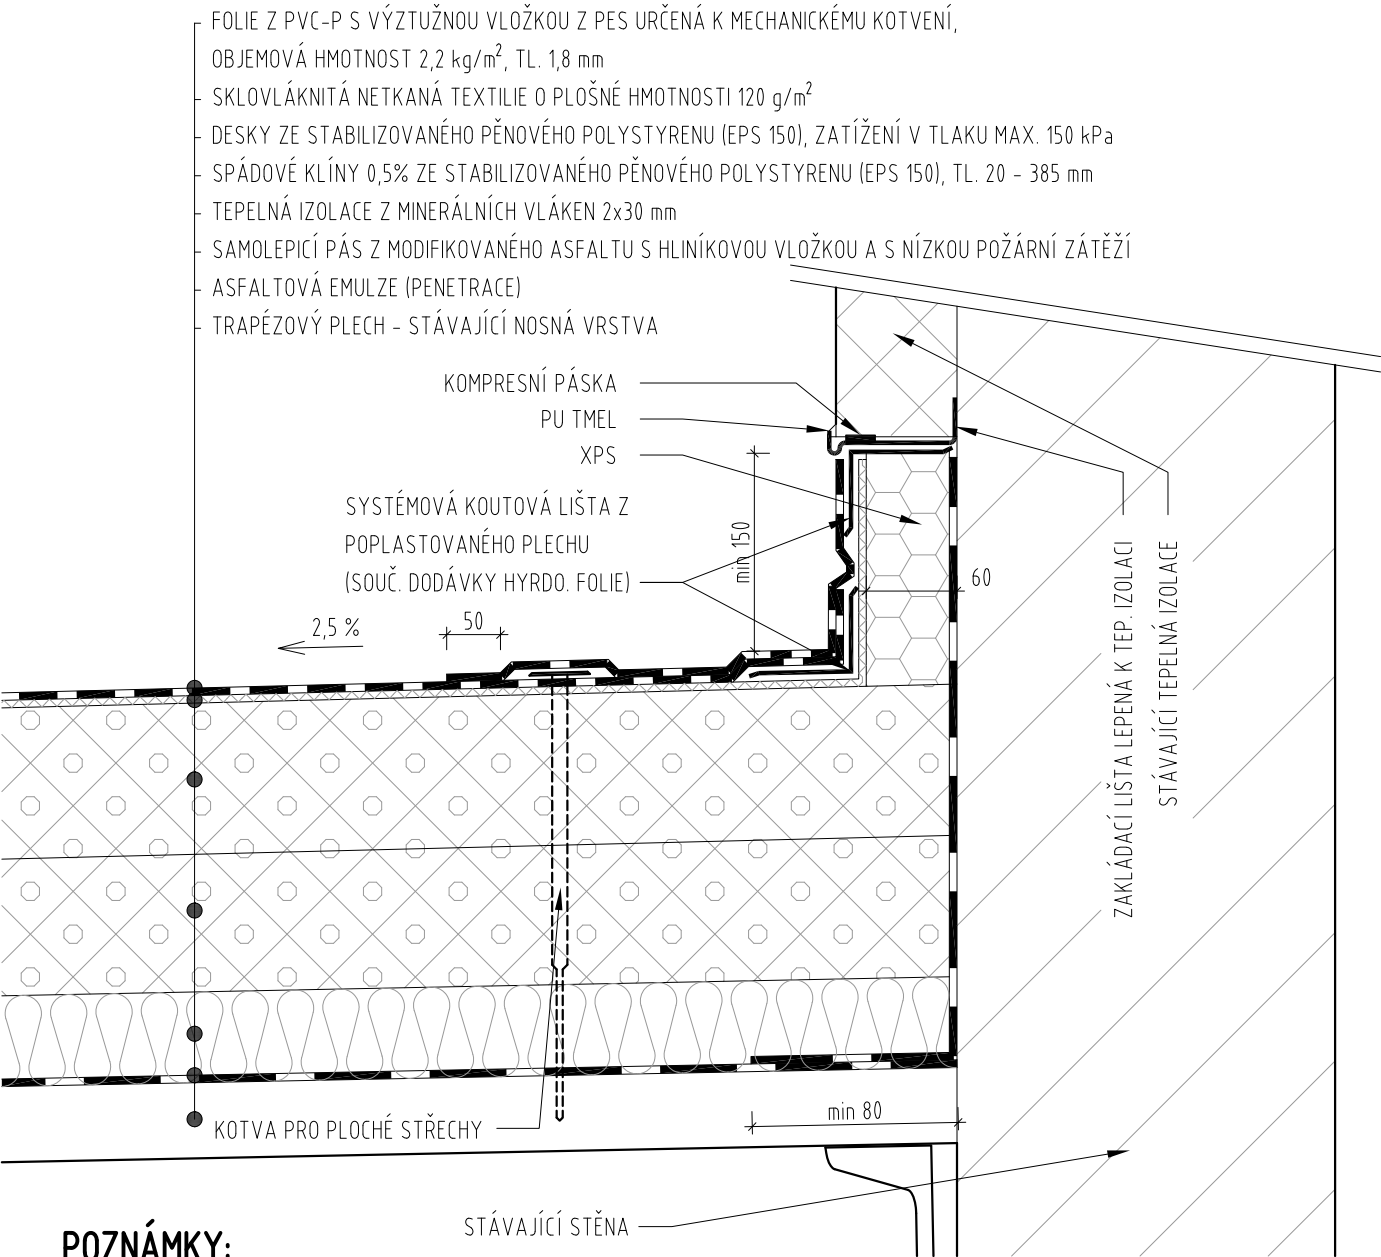 FOLIE Z PVC-P S VÝZTUŽNOU VLOŽKOU Z PES URČENÁ K MECHANICKÉMU KOTVENÍ,
OBJEMOVÁ HMOTNOST 2,2 kg/m², TL. 1,8 mm
SKLOVLÁKNITÁ NETKANÁ TEXTILIE O PLOŠNÉ HMOTNOSTI 120 g/m²
DESKY ZE STABILIZOVANÉHO PĚNOVÉHO POLYSTYRENU (EPS 150), ZATÍŽENÍ V TLAKU MAX. 150 kPa
SPÁDOVÉ KLÍNY 0,5% ZE STABILIZOVANÉHO PĚNOVÉHO POLYSTYRENU (EPS 150), TL. 20 - 385 mm
TEPELNÁ IZOLACE Z MINERÁLNÍCH VLÁKEN 2x30 mm
SAMOLEPICÍ PÁS Z MODIFIKOVANÉHO ASFALTU S HLINÍKOVOU VLOŽKOU A S NÍZKOU POŽÁRNÍ ZÁTĚŽÍ
ASFALTOVÁ EMULZE (PENETRACE)
TRAPÉZOVÝ PLECH - STÁVAJÍCÍ NOSNÁ VRSTVA
KOMPRESNÍ PÁSKA
PU TMEL
XPS
SYSTÉMOVÁ KOUTOVÁ LIŠTA Z
POPLASTOVANÉHO PLECHU
(SOUČ. DODÁVKY HYRDO. FOLIE)
min 150
60
50
2,5 %
ZAKLÁDACÍ LIŠTA LEPENÁ K TEP. IZOLACI
STÁVAJÍCÍ TEPELNÁ IZOLACE
min 80
KOTVA PRO PLOCHÉ STŘECHY
STÁVAJÍCÍ STĚNA
POZNÁMKY: